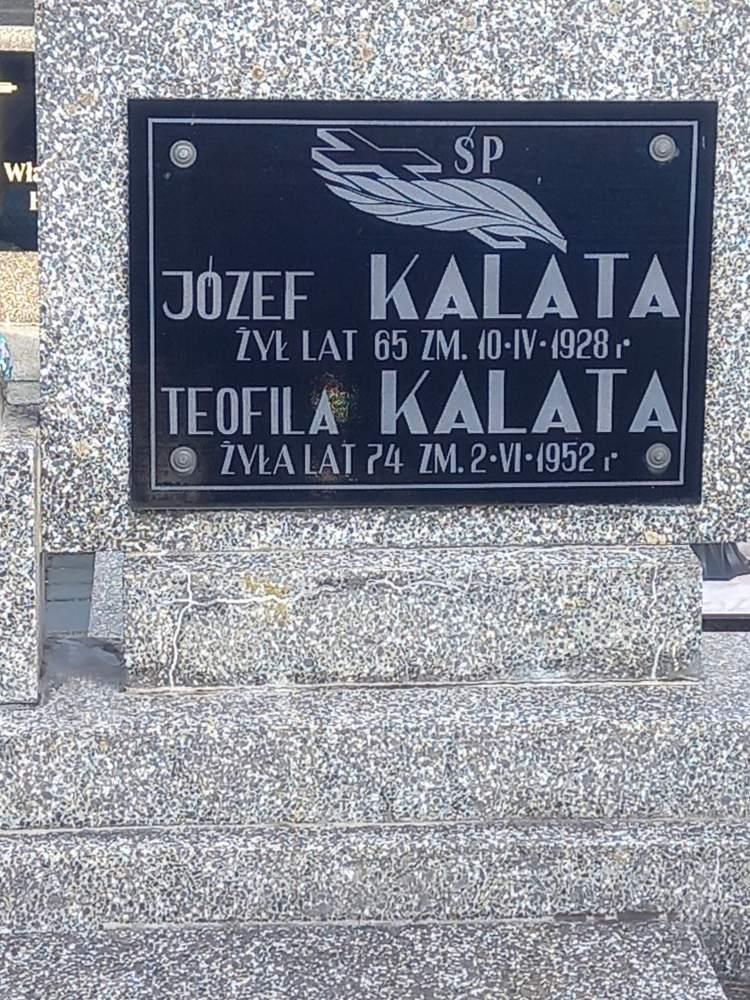 ŚP
JÓZEF KALATA
ŻYŁ LAT 65 ZM. 10·IV·1928 r·
TEOFILA KALATA
ŻYŁA LAT 74 ZM. 2·VI·1952 r·